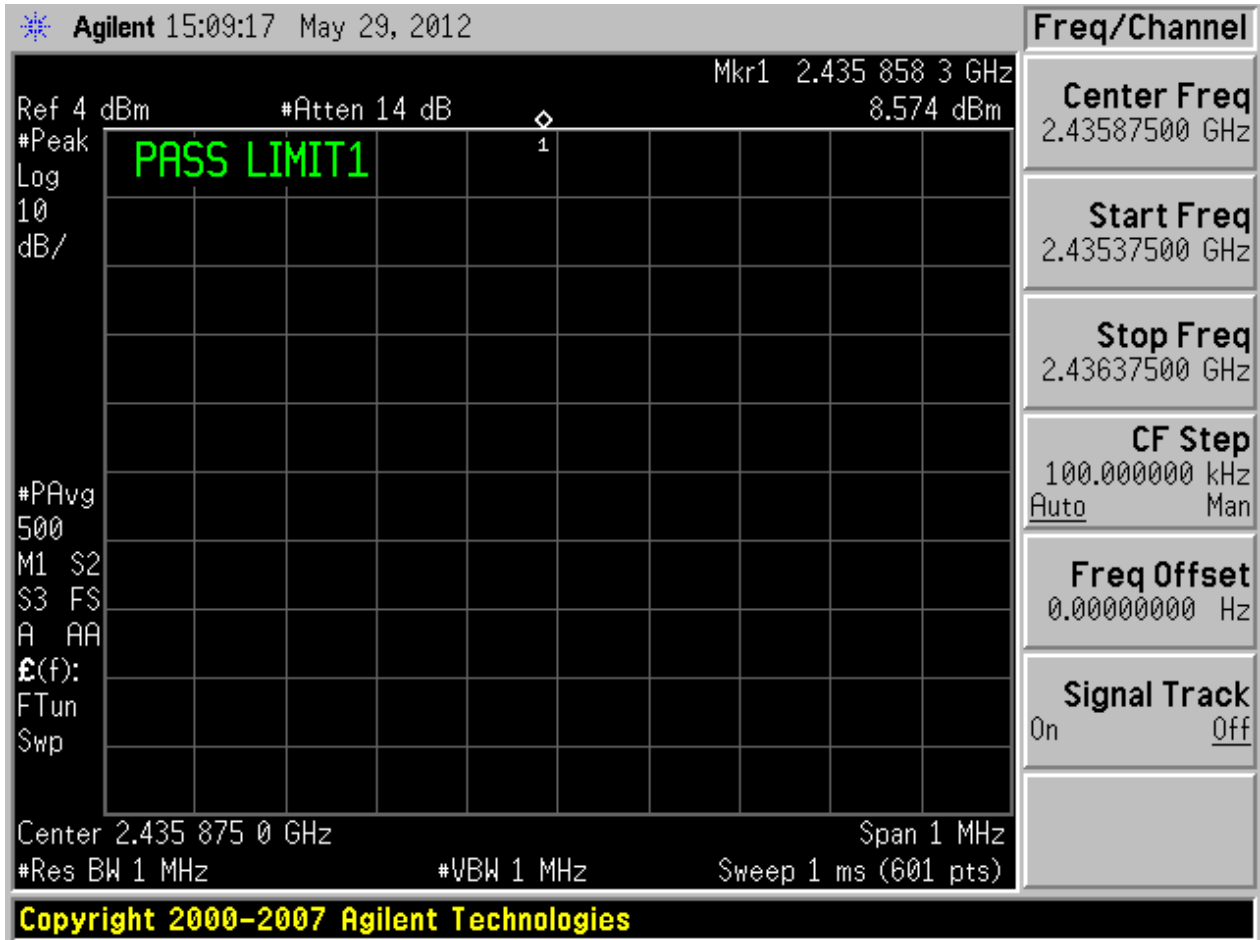 Agilent 15:09:17 May 29, 2012
Freq/Channel
Mkr1 2.435 858 3 GHz
Ref 4 dBm #Atten 14 dB 8.574 dBm
#Peak
Log
10
dB/
1
PASS LIMIT1
#PAvg
500
M1 S2
S3 FS
A AA
£(f):
FTun
Swp
Center 2.435 875 0 GHz Span 1 MHz
#Res BW 1 MHz #VBW 1 MHz Sweep 1 ms (601 pts)
Center Freq
2.43587500 GHz
Start Freq
2.43537500 GHz
Stop Freq
2.43637500 GHz
CF Step
100.000000 kHz
Auto Man
Freq Offset
0.00000000 Hz
Signal Track
On Off
Copyright 2000-2007 Agilent Technologies